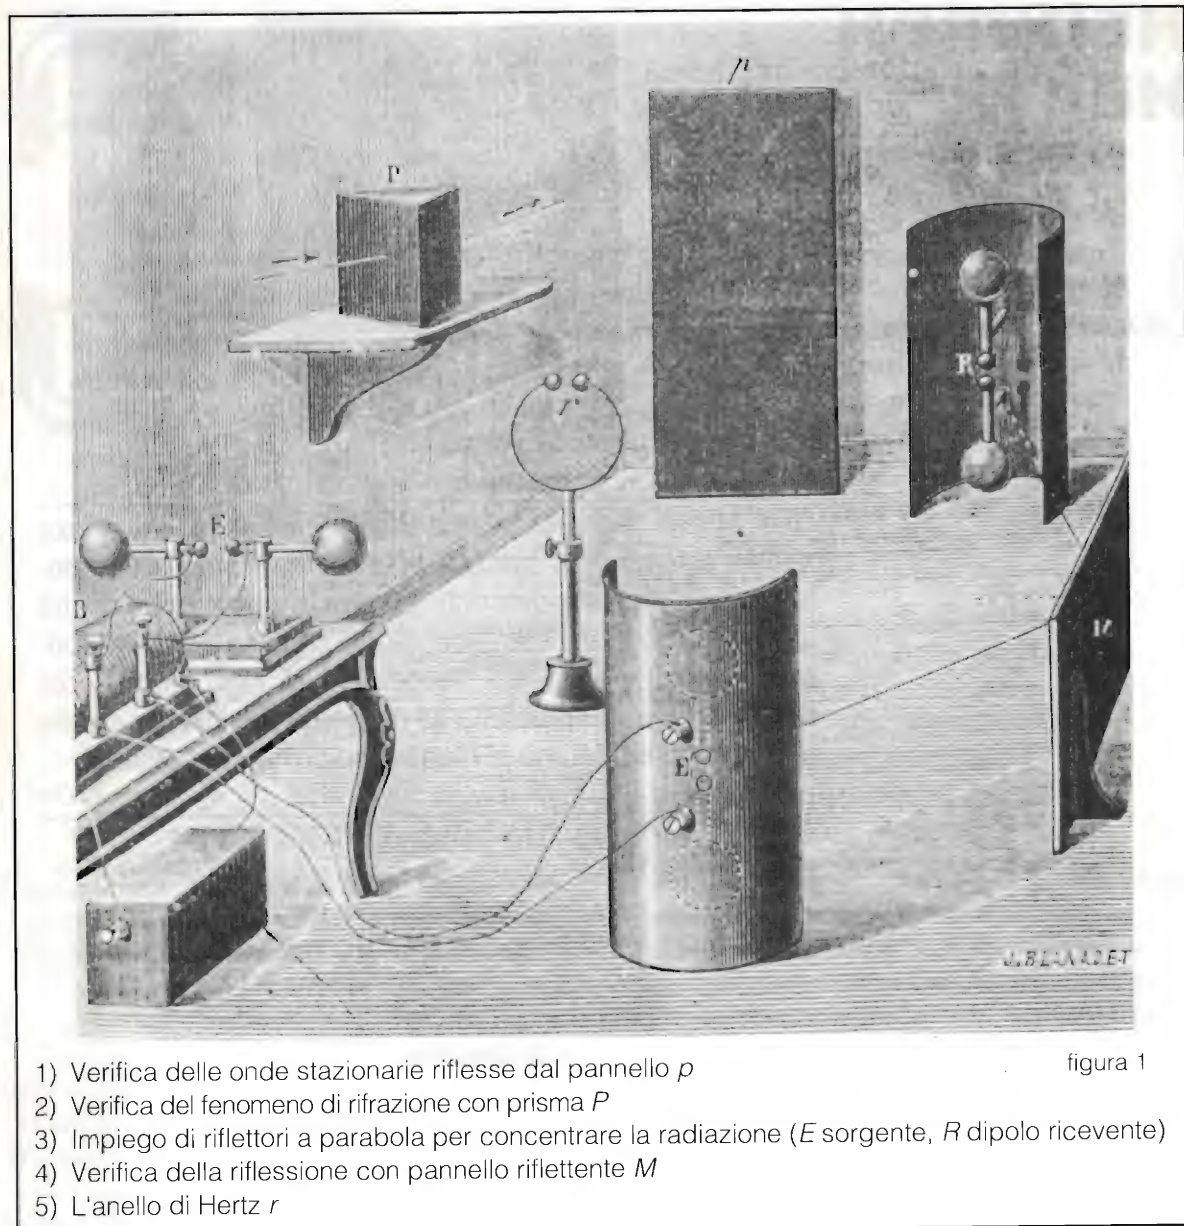 p
P
R
r
E
B
M
E
J. BLANADET
1) Verifica delle onde stazionarie riflesse dal pannello p
figura 1
2) Verifica del fenomeno di rifrazione con prisma P
3) Impiego di riflettori a parabola per concentrare la radiazione (E sorgente, R dipolo ricevente)
4) Verifica della riflessione con pannello riflettente M
5) L'anello di Hertz r